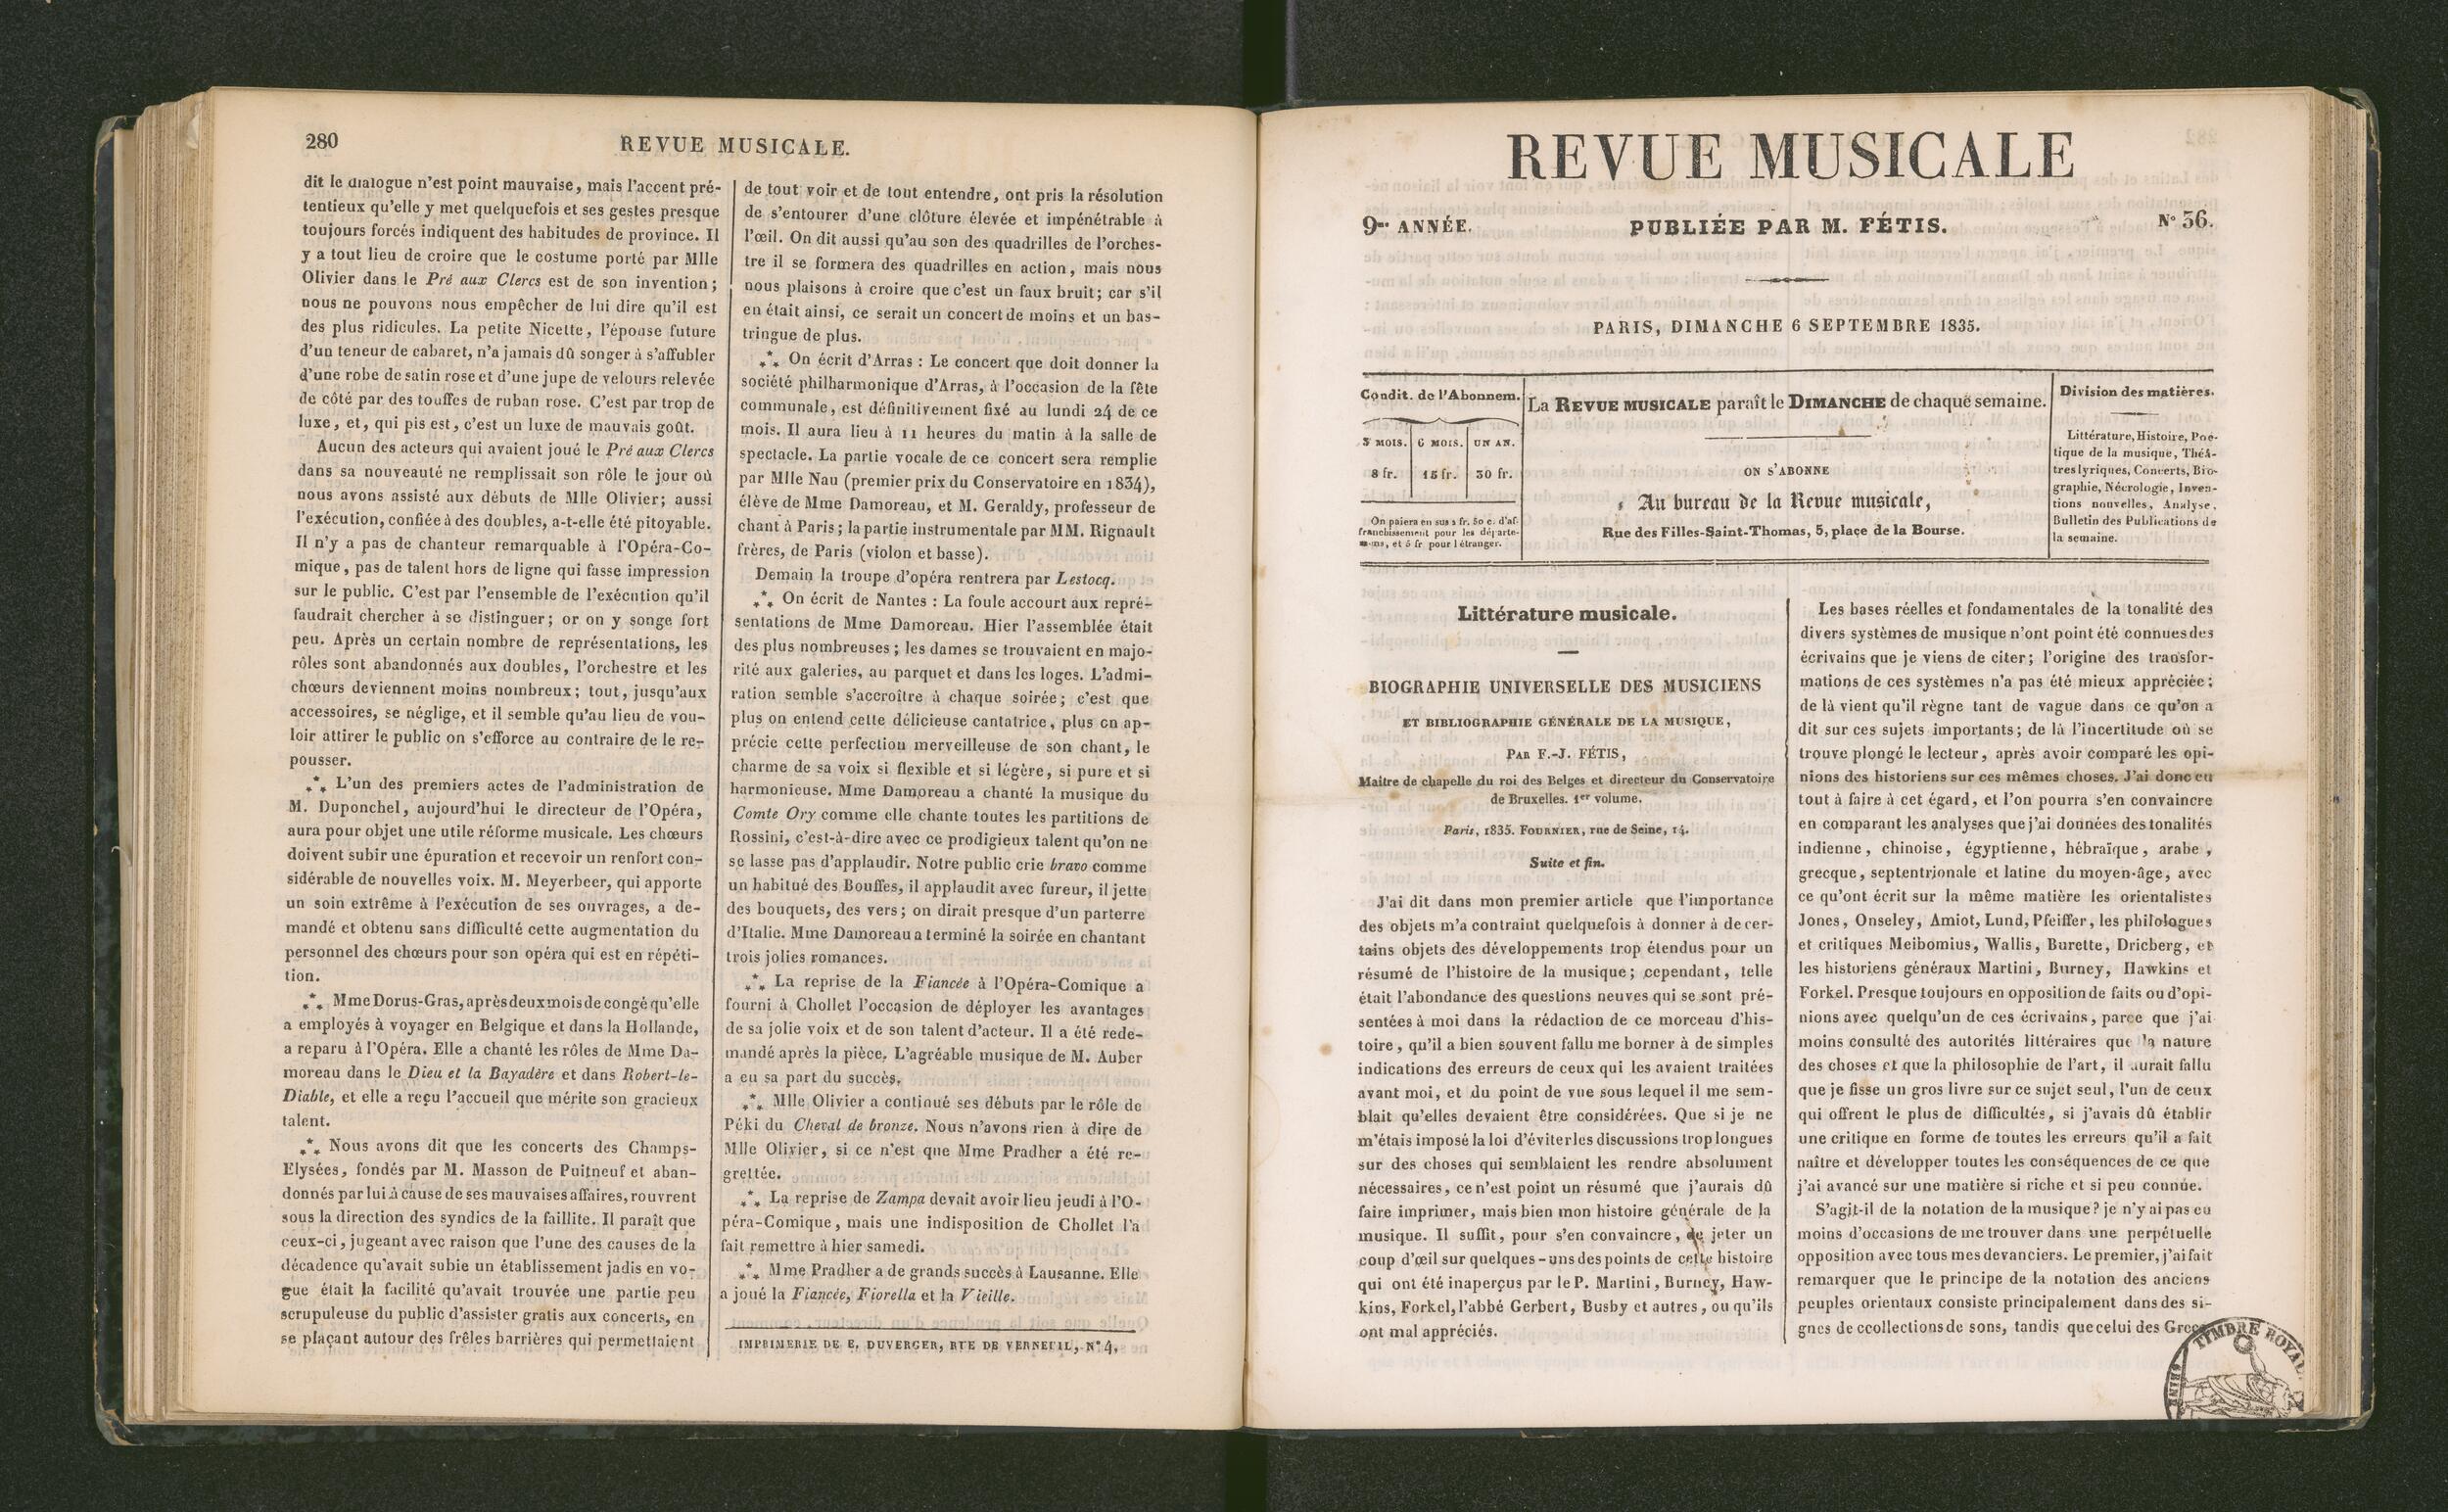 280
REVUE MUSICALE.
dit le dialogue n'est point mauvaise, mais l'accent pré-
tentieux qu'elle y met quelquefois et ses gestes presque
toujours forcés indiquent des habitudes de province. Il
y a tout lieu de croire que le costume porté par Mlle
Olivier dans le Pré aux Clercs est de son invention;
nous ne pouvons nous empêcher de lui dire qu'il est
des plus ridicules. La petite Nicette, l'épouse future
d'un teneur de cabaret, n'a jamais dû songer à s'affubler
d'une robe de satin rose et d'une jupe de velours relevée
de côté par des touffes de ruban rose. C'est par trop de
luxe, et, qui pis est, c'est un luxe de mauvais goût.
Aucun des acteurs qui avaient joué le Pré aux Clercs
dans sa nouveauté ne remplissait son rôle le jour où
nous avons assisté aux débuts de Mlle Olivier; aussi
l'exécution, confiée à des doubles, a-t-elle été pitoyable.
Il n'y a pas de chanteur remarquable à l'Opéra-Co-
mique, pas de talent hors de ligne qui fasse impression
sur le public. C'est par l'ensemble de l'exécution qu'il
faudrait chercher à se distinguer; or on y songe fort
peu. Après un certain nombre de représentations, les
rôles sont abandonnés aux doubles, l'orchestre et les
chœurs deviennent moins nombreux; tout, jusqu'aux
accessoires, se néglige, et il semble qu'au lieu de vou-
loir attirer le public on s'efforce au contraire de le re-
pousser.
⁂ L'un des premiers actes de l'administration de
M. Duponchel, aujourd'hui le directeur de l'Opéra,
aura pour objet une utile réforme musicale. Les chœurs
doivent subir une épuration et recevoir un renfort con-
sidérable de nouvelles voix. M. Meyerbeer, qui apporte
un soin extrême à l'exécution de ses ouvrages, a de-
mandé et obtenu sans difficulté cette augmentation du
personnel des chœurs pour son opéra qui est en répéti-
tion.
⁂ Mme Dorus-Gras, après deux mois de congé qu'elle
a employés à voyager en Belgique et dans la Hollande,
a reparu à l'Opéra. Elle a chanté les rôles de Mme Da-
moreau dans le Dieu et la Bayadère et dans Robert-le-
Diable, et elle a reçu l'accueil que mérite son gracieux
talent.
⁂ Nous avons dit que les concerts des Champs-
Elysées, fondés par M. Masson de Puitneuf et aban-
donnés par lui à cause de ses mauvaises affaires, rouvrent
sous la direction des syndics de la faillite. Il paraît que
ceux-ci, jugeant avec raison que l'une des causes de la
décadence qu'avait subie un établissement jadis en vo-
gue était la facilité qu'avait trouvée une partie peu
scrupuleuse du public d'assister gratis aux concerts, en
se plaçant autour des frêles barrières qui permettaient
de tout voir et de tout entendre, ont pris la résolution
de s'entourer d'une clôture élevée et impénétrable à
l'œil. On dit aussi qu'au son des quadrilles de l'orches-
tre il se formera des quadrilles en action, mais nous
nous plaisons à croire que c'est un faux bruit; car s'il
en était ainsi, ce serait un concert de moins et un bas-
tringue de plus.
⁂ On écrit d'Arras : Le concert que doit donner la
société philharmonique d'Arras, à l'occasion de la fête
communale, est définitivement fixé au lundi 24 de ce
mois. Il aura lieu à 11 heures du matin à la salle de
spectacle. La partie vocale de ce concert sera remplie
par Mlle Nau (premier prix du Conservatoire en 1834),
élève de Mme Damoreau, et M. Geraldy, professeur de
chant à Paris; la partie instrumentale par MM. Rignault
frères, de Paris (violon et basse).
Demain la troupe d'opéra rentrera par Lestocq.
⁂ On écrit de Nantes : La foule accourt aux repré-
sentations de Mme Damoreau. Hier l'assemblée était
des plus nombreuses; les dames se trouvaient en majo-
rité aux galeries, au parquet et dans les loges. L'admi-
ration semble s'accroître à chaque soirée; c'est que
plus on entend cette délicieuse cantatrice, plus on ap-
précie cette perfection merveilleuse de son chant, le
charme de sa voix si flexible et si légère, si pure et si
harmonieuse. Mme Damoreau a chanté la musique du
Comte Ory comme elle chante toutes les partitions de
Rossini, c'est-à-dire avec ce prodigieux talent qu'on ne
se lasse pas d'applaudir. Notre public crie bravo comme
un habitué des Bouffes, il applaudit avec fureur, il jette
des bouquets, des vers; on dirait presque d'un parterre
d'Italie. Mme Damoreau a terminé la soirée en chantant
trois jolies romances.
⁂ La reprise de la Fiancée à l'Opéra-Comique a
fourni à Chollet l'occasion de déployer les avantages
de sa jolie voix et de son talent d'acteur. Il a été rede-
mandé après la pièce. L'agréable musique de M. Auber
a eu sa part du succès.
⁂ Mlle Olivier a continué ses débuts par le rôle de
Péki du Cheval de bronze. Nous n'avons rien à dire de
Mlle Olivier, si ce n'est que Mme Pradher a été re-
grettée.
⁂ La reprise de Zampa devait avoir lieu jeudi à l'O-
péra-Comique, mais une indisposition de Chollet l'a
fait remettre à hier samedi.
⁂ Mme Pradher a de grands succès à Lausanne. Elle
a joué la Fiancée, Fiorella et la Vieille.
IMPRIMERIE DE E. DUVERGER, RUE DE VERNEUIL, N° 4.
REVUE MUSICALE
9me ANNÉE.
PUBLIÉE PAR M. FÉTIS.
N° 36.
PARIS, DIMANCHE 6 SEPTEMBRE 1835.
Condit. de l'Abonnem.
3 MOIS. 6 MOIS. UN AN.
8 fr. 15 fr. 30 fr.
On paiera en sus 2 fr. 50 c. d'af-
franchissement pour les départe-
mens, et 5 fr. pour l'étranger.
La REVUE MUSICALE paraît le DIMANCHE de chaque semaine.
ON S'ABONNE
Au bureau de la Revue musicale,
Rue des Filles-Saint-Thomas, 5, place de la Bourse.
Division des matières.
Littérature, Histoire, Poé-
tique de la musique, Théâ-
tres lyriques, Concerts, Bio-
graphie, Nécrologie, Inven-
tions nouvelles, Analyse,
Bulletin des Publications de
la semaine.
Littérature musicale.
BIOGRAPHIE UNIVERSELLE DES MUSICIENS
ET BIBLIOGRAPHIE GÉNÉRALE DE LA MUSIQUE,
PAR F.-J. FÉTIS,
Maître de chapelle du roi des Belges et directeur du Conservatoire
de Bruxelles. 1er volume.
Paris, 1835. FOURNIER, rue de Seine, 14.
Suite et fin.
J'ai dit dans mon premier article que l'importance
des objets m'a contraint quelquefois à donner à de cer-
tains objets des développements trop étendus pour un
résumé de l'histoire de la musique; cependant, telle
était l'abondance des questions neuves qui se sont pré-
sentées à moi dans la rédaction de ce morceau d'his-
toire, qu'il a bien souvent fallu me borner à de simples
indications des erreurs de ceux qui les avaient traitées
avant moi, et du point de vue sous lequel il me sem-
blait qu'elles devaient être considérées. Que si je ne
m'étais imposé la loi d'éviter les discussions trop longues
sur des choses qui semblaient les rendre absolument
nécessaires, ce n'est point un résumé que j'aurais dû
faire imprimer, mais bien mon histoire générale de la
musique. Il suffit, pour s'en convaincre, de jeter un
coup d'œil sur quelques-uns des points de cette histoire
qui ont été inaperçus par le P. Martini, Burney, Haw-
kins, Forkel, l'abbé Gerbert, Busby et autres, ou qu'ils
ont mal appréciés.
Les bases réelles et fondamentales de la tonalité des
divers systèmes de musique n'ont point été connues des
écrivains que je viens de citer; l'origine des transfor-
mations de ces systèmes n'a pas été mieux appréciée;
de là vient qu'il règne tant de vague dans ce qu'on a
dit sur ces sujets importants; de là l'incertitude où se
trouve plongé le lecteur, après avoir comparé les opi-
nions des historiens sur ces mêmes choses. J'ai donc eu
tout à faire à cet égard, et l'on pourra s'en convaincre
en comparant les analyses que j'ai données des tonalités
indienne, chinoise, égyptienne, hébraïque, arabe,
grecque, septentrionale et latine du moyen-âge, avec
ce qu'ont écrit sur la même matière les orientalistes
Jones, Onseley, Amiot, Lund, Pfeiffer, les philologues
et critiques Meibomius, Wallis, Burette, Dricberg, et
les historiens généraux Martini, Burney, Hawkins et
Forkel. Presque toujours en opposition de faits ou d'opi-
nions avec quelqu'un de ces écrivains, parce que j'ai
moins consulté des autorités littéraires que la nature
des choses et que la philosophie de l'art, il aurait fallu
que je fisse un gros livre sur ce sujet seul, l'un de ceux
qui offrent le plus de difficultés, si j'avais dû établir
une critique en forme de toutes les erreurs qu'il a fait
naître et développer toutes les conséquences de ce que
j'ai avancé sur une matière si riche et si peu connue.
S'agit-il de la notation de la musique? je n'y ai pas eu
moins d'occasions de me trouver dans une perpétuelle
opposition avec tous mes devanciers. Le premier, j'ai fait
remarquer que le principe de la notation des anciens
peuples orientaux consiste principalement dans des si-
gnes de ccollections de sons, tandis que celui des Grecs
TIMBRE ROYAL
SEINE